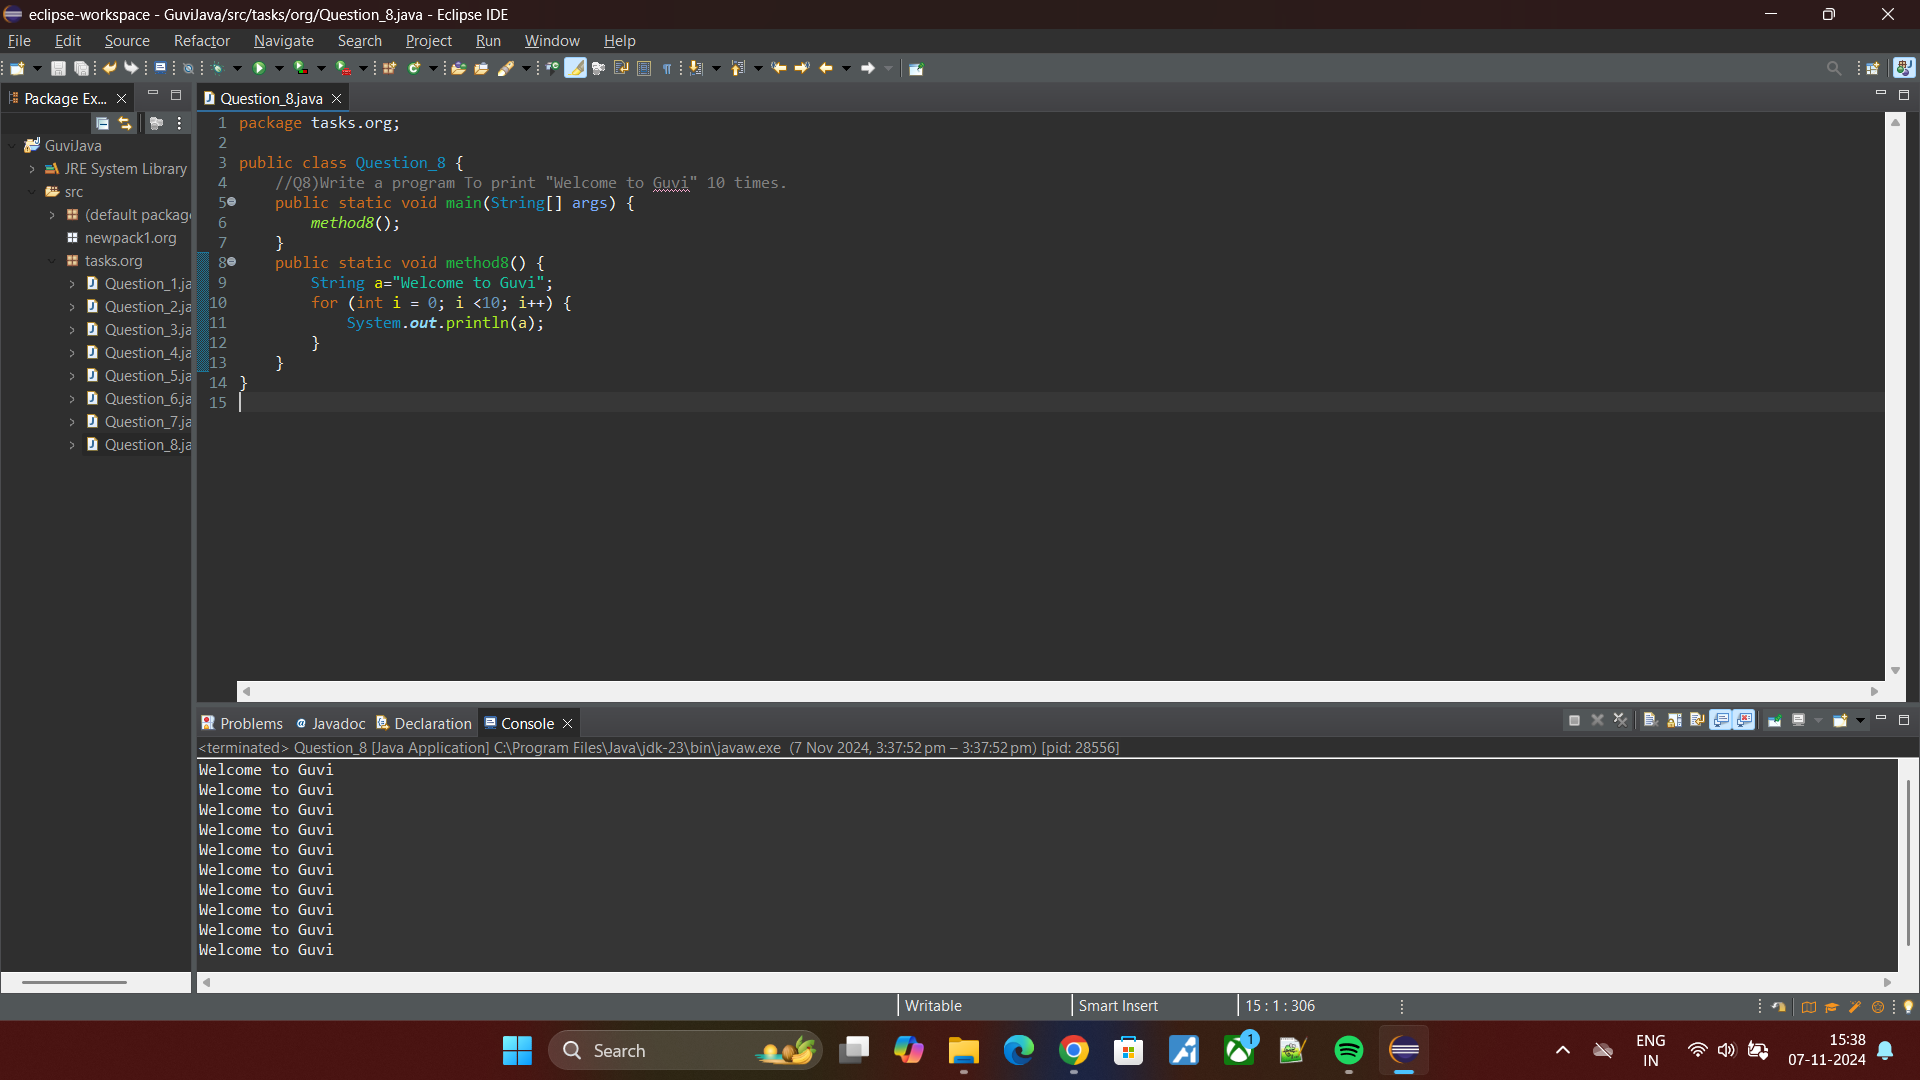 eclipse-workspace - GuviJava/src/tasks/org/Question_8.java - Eclipse IDE
File Edit Source Refactor Navigate Search Project Run Window Help
Package Ex...
Question_8.java
GuviJava
JRE System Library
src
(default package
newpack1.org
tasks.org
Question_1.ja
Question_2.ja
Question_3.ja
Question_4.ja
Question_5.ja
Question_6.ja
Question_7.ja
Question_8.ja
1 package tasks.org;
2
3 public class Question_8 {
4     //Q8)Write a program To print "Welcome to Guvi" 10 times.
5     public static void main(String[] args) {
6         method8();
7     }
8     public static void method8() {
9         String a="Welcome to Guvi";
10         for (int i = 0; i <10; i++) {
11             System.out.println(a);
12         }
13     }
14 }
15
Problems Javadoc Declaration Console
<terminated> Question_8 [Java Application] C:\Program Files\Java\jdk-23\bin\javaw.exe (7 Nov 2024, 3:37:52 pm – 3:37:52 pm) [pid: 28556]
Welcome to Guvi
Welcome to Guvi
Welcome to Guvi
Welcome to Guvi
Welcome to Guvi
Welcome to Guvi
Welcome to Guvi
Welcome to Guvi
Welcome to Guvi
Welcome to Guvi
Writable Smart Insert 15 : 1 : 306
Search
1
ENG
IN
15:38
07-11-2024